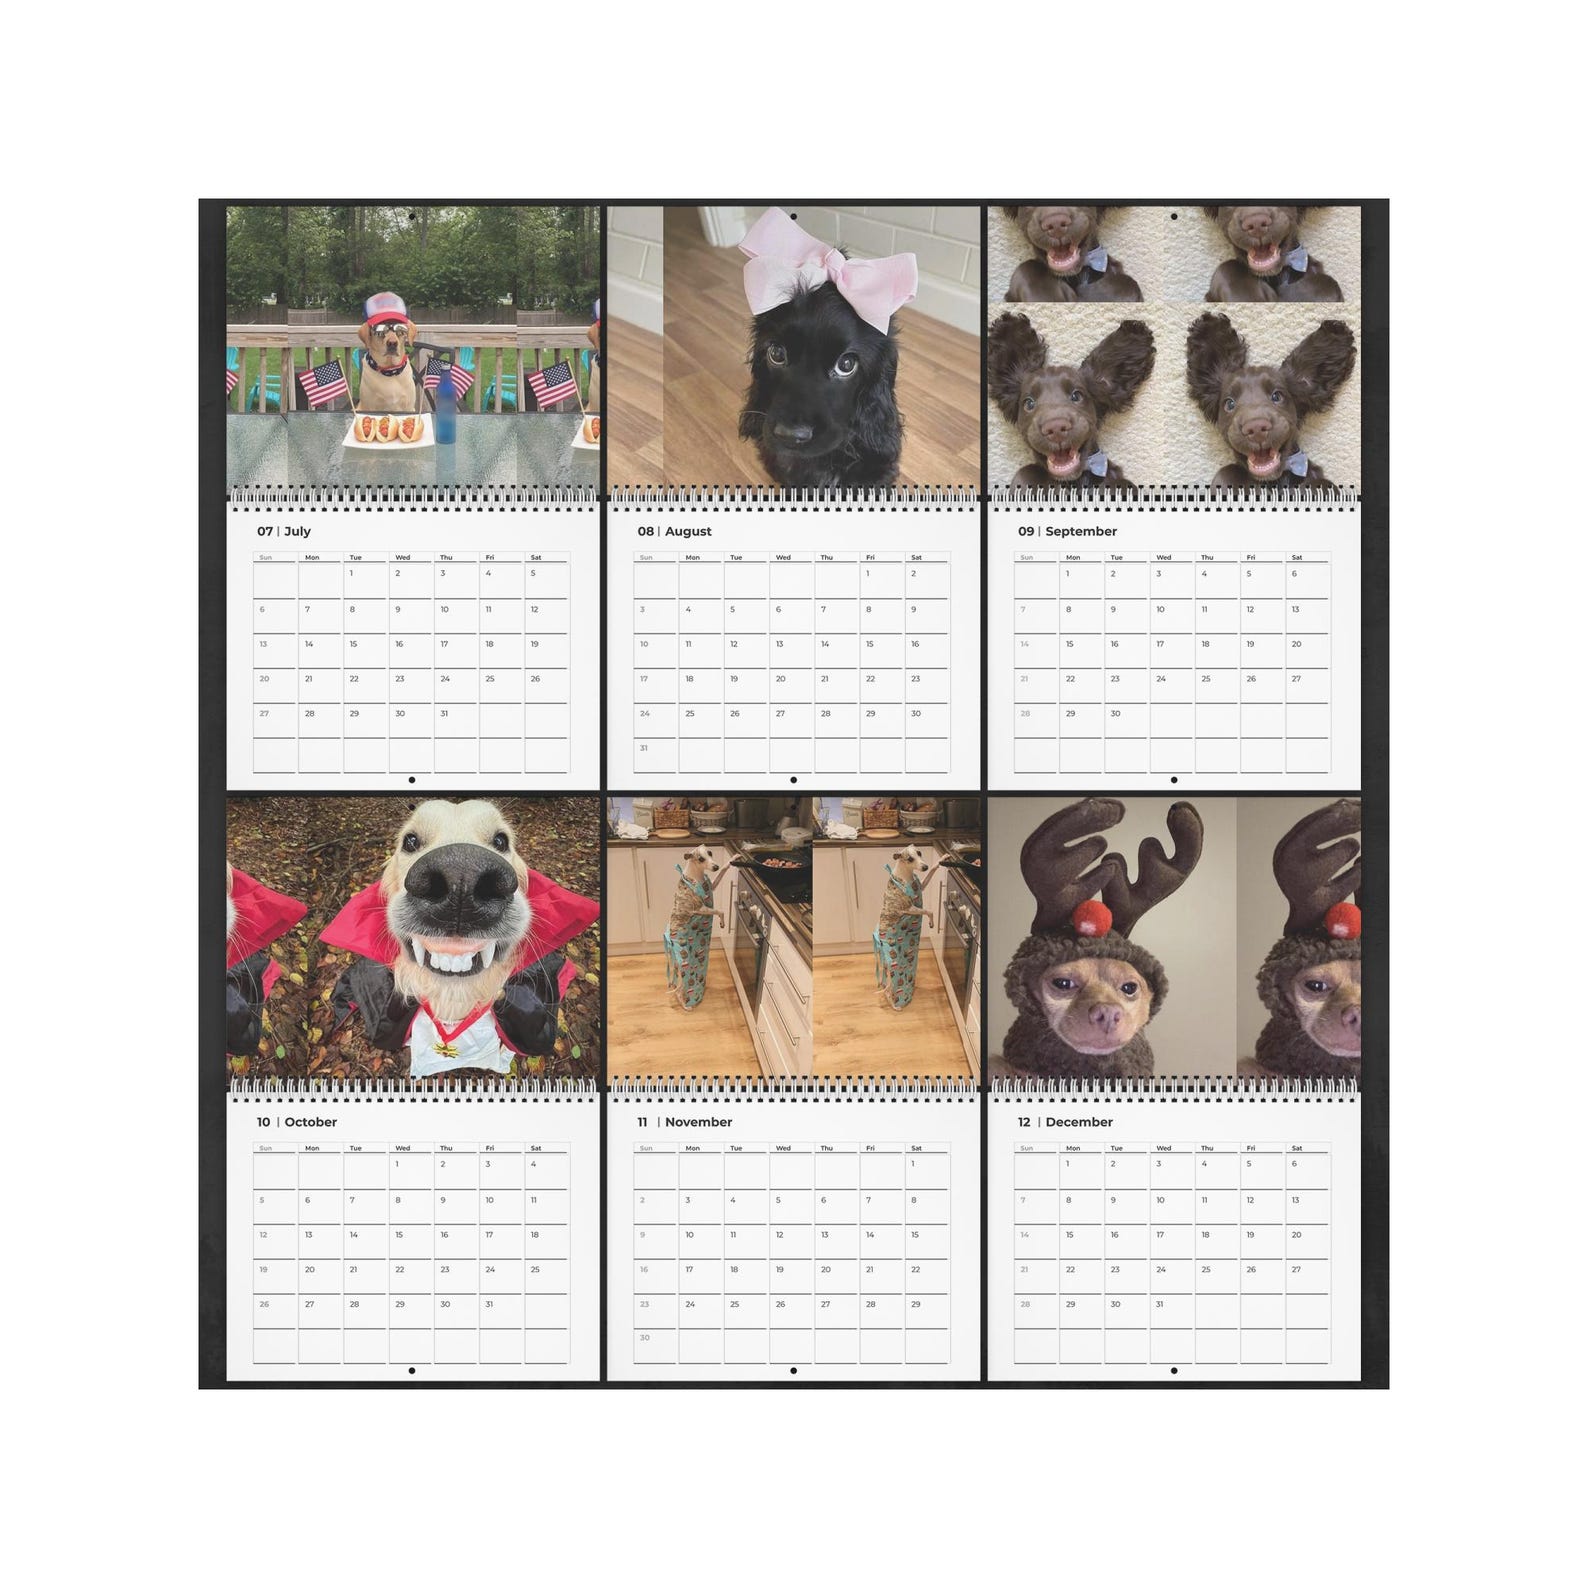 07 | July
Sun Mon Tue Wed Thu Fri Sat
1 2 3 4 5
6 7 8 9 10 11 12
13 14 15 16 17 18 19
20 21 22 23 24 25 26
27 28 29 30 31
08 | August
Sun Mon Tue Wed Thu Fri Sat
1 2
3 4 5 6 7 8 9
10 11 12 13 14 15 16
17 18 19 20 21 22 23
24 25 26 27 28 29 30
31
09 | September
Sun Mon Tue Wed Thu Fri Sat
1 2 3 4 5 6
7 8 9 10 11 12 13
14 15 16 17 18 19 20
21 22 23 24 25 26 27
28 29 30
10 | October
Sun Mon Tue Wed Thu Fri Sat
1 2 3 4
5 6 7 8 9 10 11
12 13 14 15 16 17 18
19 20 21 22 23 24 25
26 27 28 29 30 31
11 | November
Sun Mon Tue Wed Thu Fri Sat
1
2 3 4 5 6 7 8
9 10 11 12 13 14 15
16 17 18 19 20 21 22
23 24 25 26 27 28 29
30
12 | December
Sun Mon Tue Wed Thu Fri Sat
1 2 3 4 5 6
7 8 9 10 11 12 13
14 15 16 17 18 19 20
21 22 23 24 25 26 27
28 29 30 31